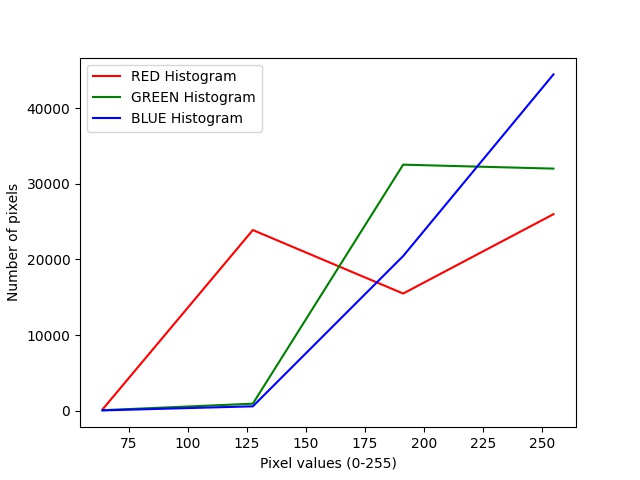 RED Histogram
GREEN Histogram
BLUE Histogram
40000
30000
20000
10000
0
Number of pixels
75 100 125 150 175 200 225 250
Pixel values (0-255)